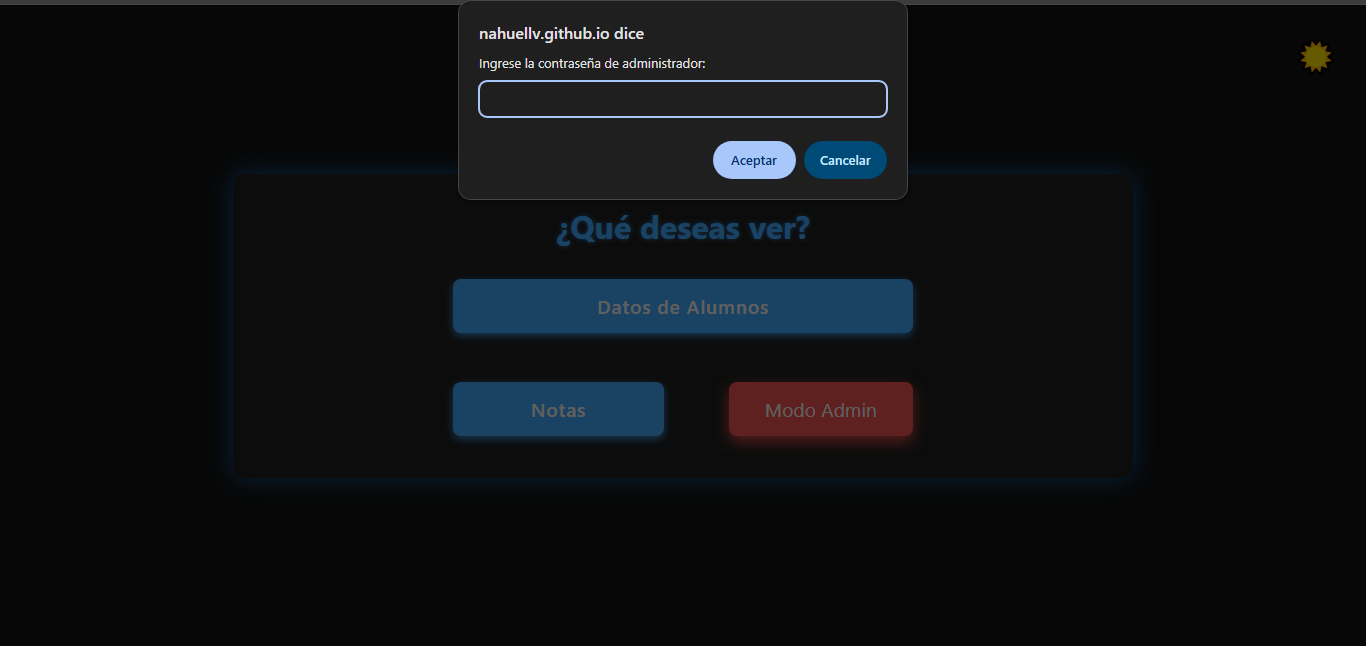 nahuellv.github.io dice
Ingrese la contraseña de administrador:
Aceptar
Cancelar
¿Qué deseas ver?
Datos de Alumnos
Notas
Modo Admin